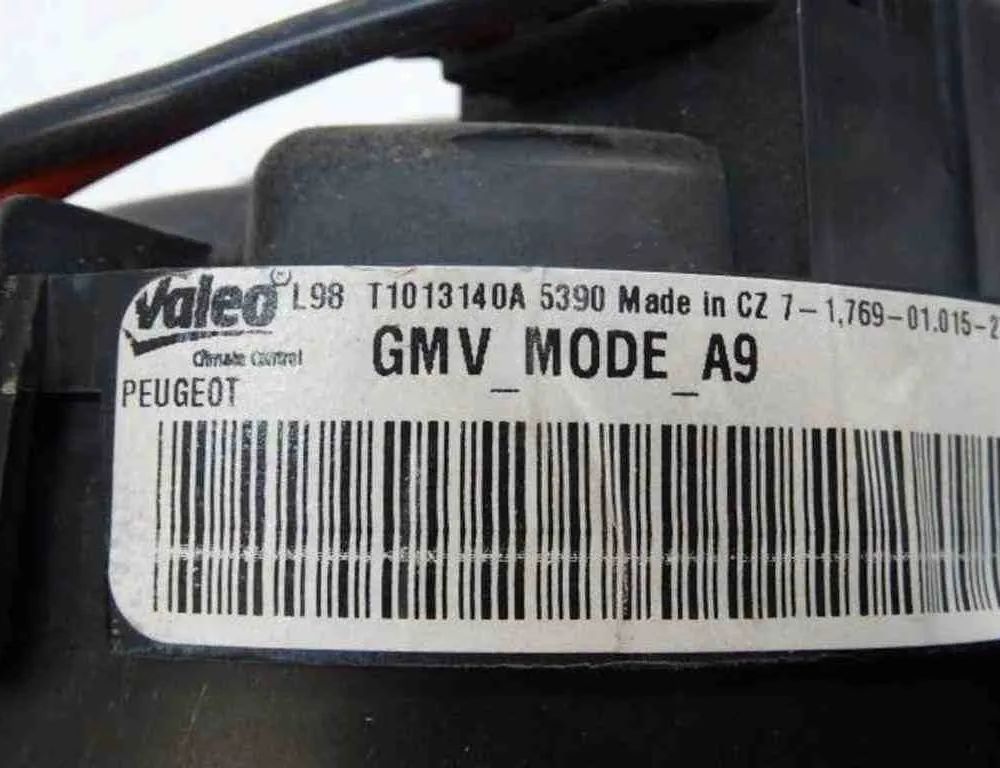 Valeo® L98 T1013140A 5390 Made in CZ 7-1,769-01.015-2
Climate Control GMV_MODE_A9
PEUGEOT